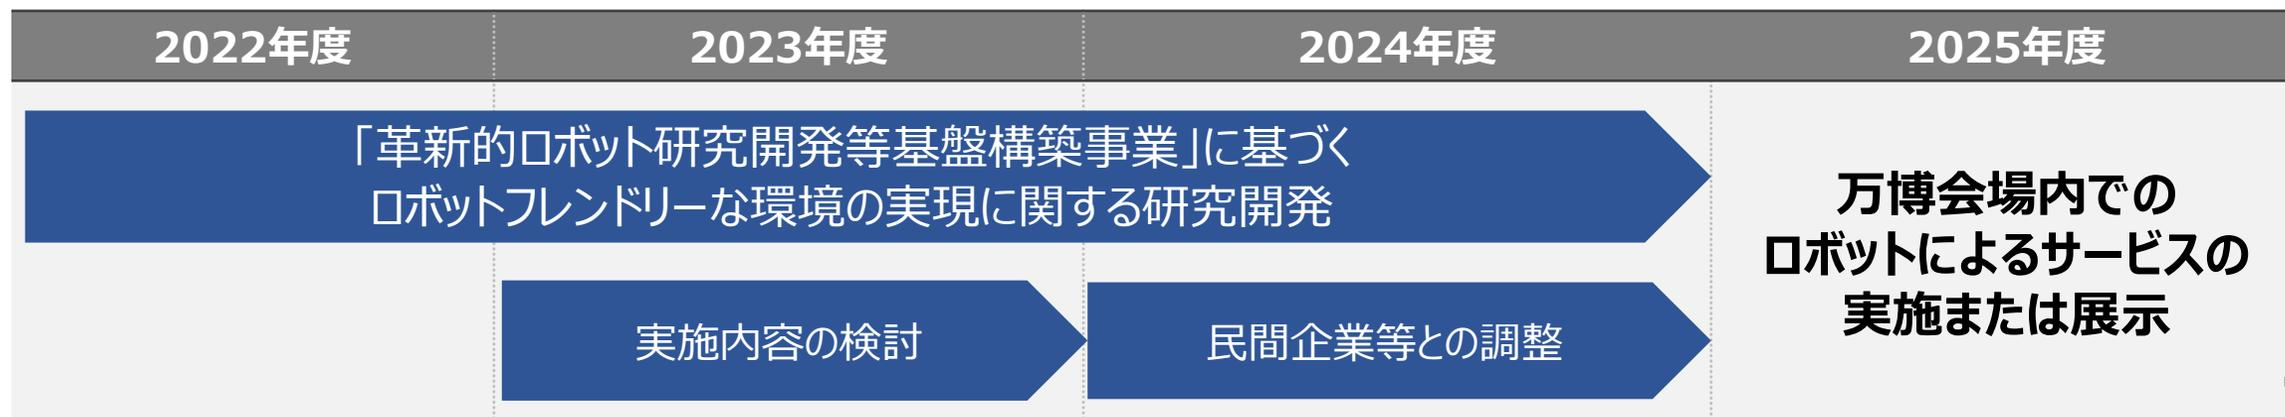 2022年度 2023年度 2024年度 2025年度
「革新的ロボット研究開発等基盤構築事業」に基づく
ロボットフレンドリーな環境の実現に関する研究開発
実施内容の検討
民間企業等との調整
万博会場内での
ロボットによるサービスの
実施または展示